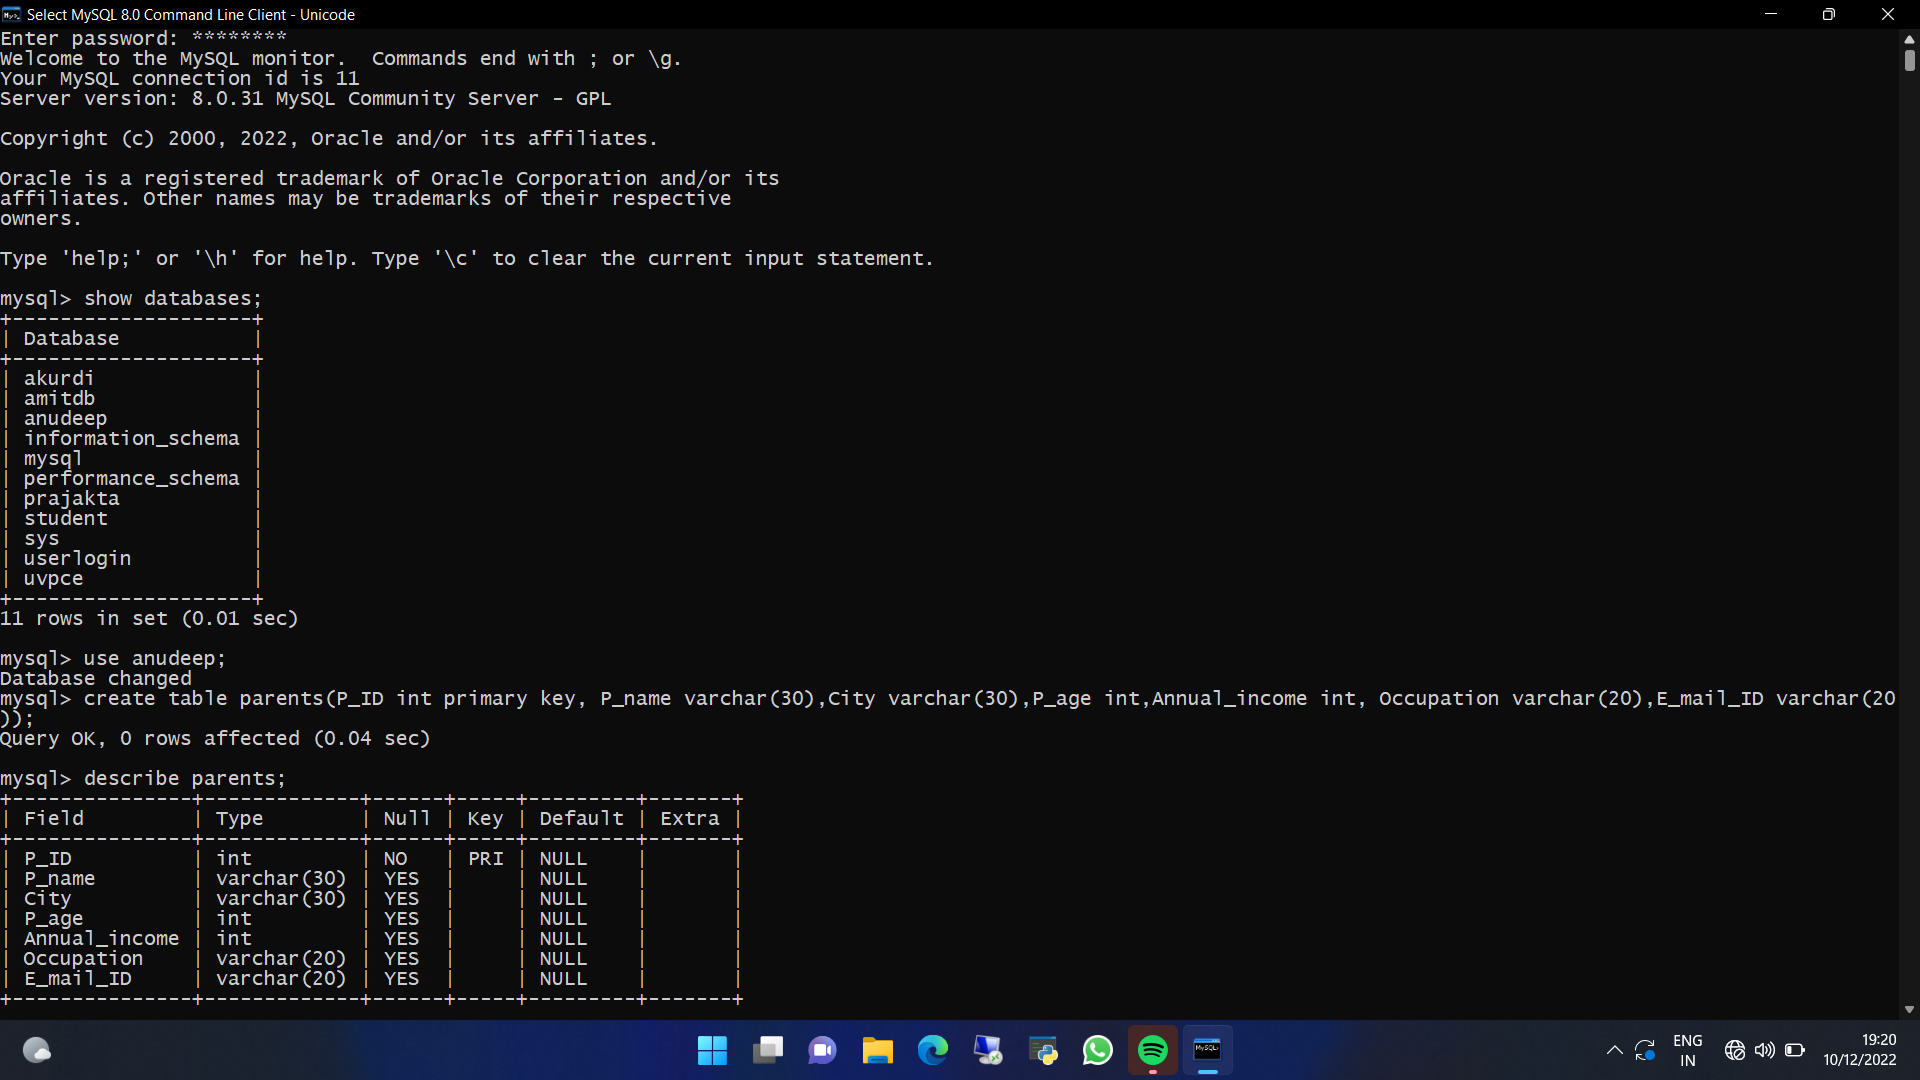 Select MySQL 8.0 Command Line Client - Unicode
Enter password: ********
Welcome to the MySQL monitor.  Commands end with ; or \g.
Your MySQL connection id is 11
Server version: 8.0.31 MySQL Community Server - GPL
Copyright (c) 2000, 2022, Oracle and/or its affiliates.
Oracle is a registered trademark of Oracle Corporation and/or its
affiliates. Other names may be trademarks of their respective
owners.
Type 'help;' or '\h' for help. Type '\c' to clear the current input statement.
mysql> show databases;
+--------------------+
| Database           |
+--------------------+
| akurdi             |
| amitdb             |
| anudeep            |
| information_schema |
| mysql              |
| performance_schema |
| prajakta           |
| student            |
| sys                |
| userlogin          |
| uvpce              |
+--------------------+
11 rows in set (0.01 sec)
mysql> use anudeep;
Database changed
mysql> create table parents(P_ID int primary key, P_name varchar(30),City varchar(30),P_age int,Annual_income int, Occupation varchar(20),E_mail_ID varchar(20
));
Query OK, 0 rows affected (0.04 sec)
mysql> describe parents;
+---------------+-------------+------+-----+---------+-------+
| Field         | Type        | Null | Key | Default | Extra |
+---------------+-------------+------+-----+---------+-------+
| P_ID          | int         | NO   | PRI | NULL    |       |
| P_name        | varchar(30) | YES  |     | NULL    |       |
| City          | varchar(30) | YES  |     | NULL    |       |
| P_age         | int         | YES  |     | NULL    |       |
| Annual_income | int         | YES  |     | NULL    |       |
| Occupation    | varchar(20) | YES  |     | NULL    |       |
| E_mail_ID     | varchar(20) | YES  |     | NULL    |       |
+---------------+-------------+------+-----+---------+-------+
MySQL>
ENG
IN
19:20
10/12/2022